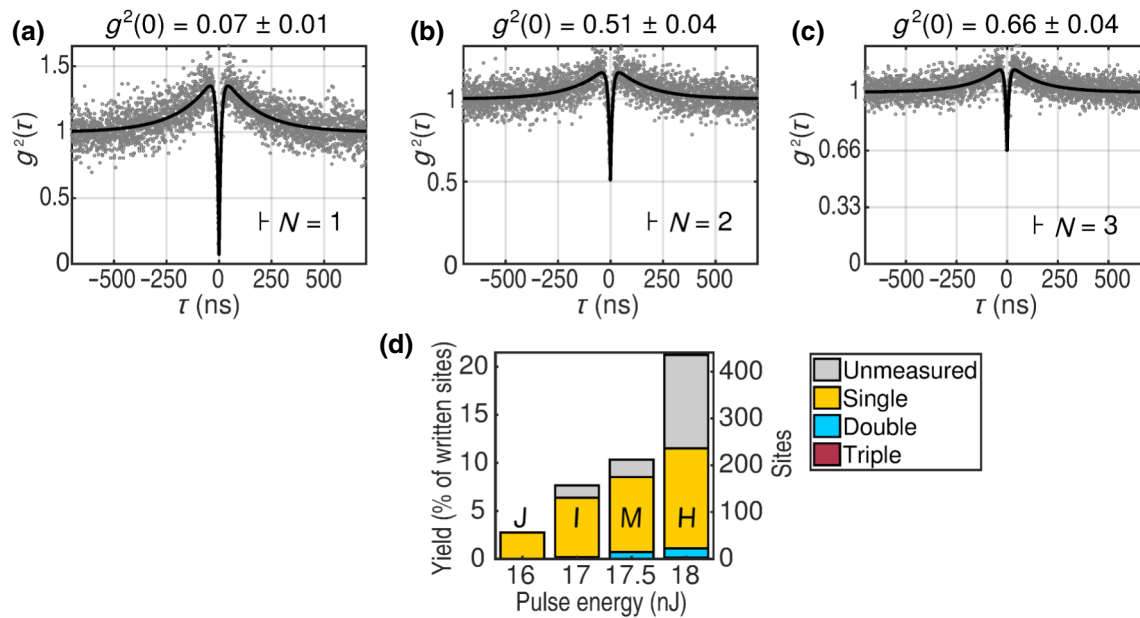 (a) g²(0) = 0.07 ± 0.01
g²(τ)
1.5
1
0.5
0
⊢ N = 1
−500 −250 0 250 500
τ (ns)
(b) g²(0) = 0.51 ± 0.04
g²(τ)
1
0.5
0
⊢ N = 2
−500 −250 0 250 500
τ (ns)
(c) g²(0) = 0.66 ± 0.04
g²(τ)
1
0.66
0.33
0
⊢ N = 3
−500 −250 0 250 500
τ (ns)
(d)
Yield (% of written sites)
20
15
10
5
0
J I M H
16 17 17.5 18
Pulse energy (nJ)
400
300
200
100
0
Sites
Unmeasured
Single
Double
Triple